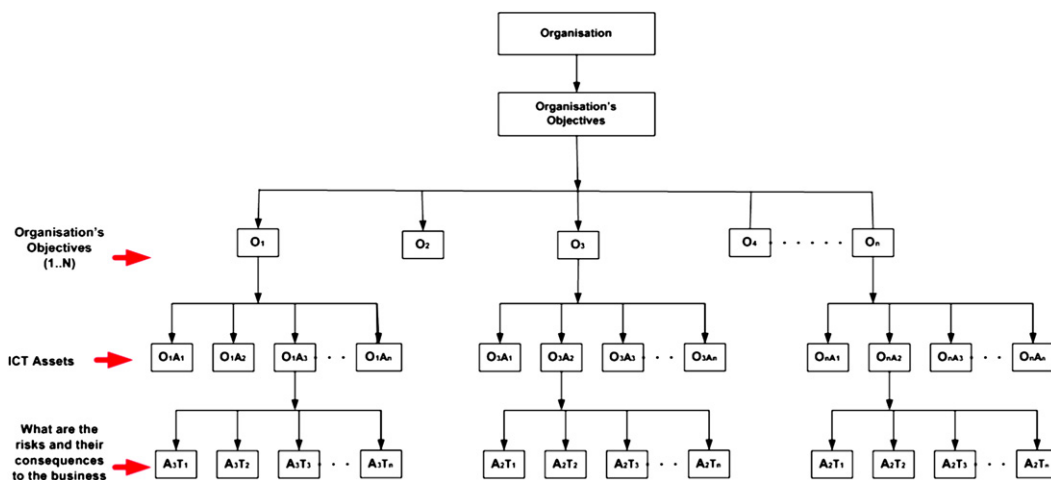 Organisation
Organisation's
Objectives
Organisation's
Objectives
(1..N)
O₁
O₂
O₃
O₄ . . . . . . Oₙ
ICT Assets
O₁A₁ O₁A₂ O₁A₃ . . . O₁Aₙ
O₃A₁ O₃A₂ O₃A₃ . . . O₃Aₙ
OₙA₁ OₙA₂ OₙA₃ . . . OₙAₙ
What are the
risks and their
consequences
to the business
A₃T₁ A₃T₂ A₃T₃ . . . A₃Tₙ
A₂T₁ A₂T₂ A₂T₃ . . . A₂Tₙ
A₂T₁ A₂T₂ A₂T₃ . . . A₂Tₙ